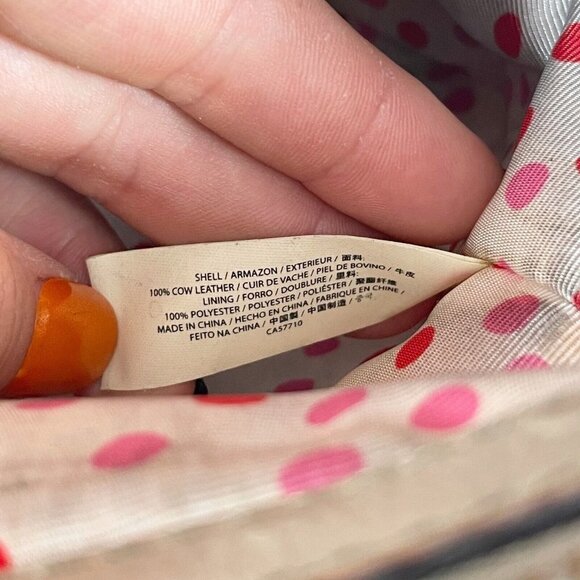 SHELL / ARMAZON / EXTERIEUR / 面料:
100% COW LEATHER / CUIR DE VACHE / PIEL DE BOVINO / 牛皮
LINING / FORRO / DOUBLURE / 里料:
100% POLYESTER / POLYESTER / POLIÉSTER / 聚酯纤维
MADE IN CHINA / HECHO EN CHINA / FABRIQUE EN CHINE /
FEITO NA CHINA / 中国製 / 中国制造 /
CA57710